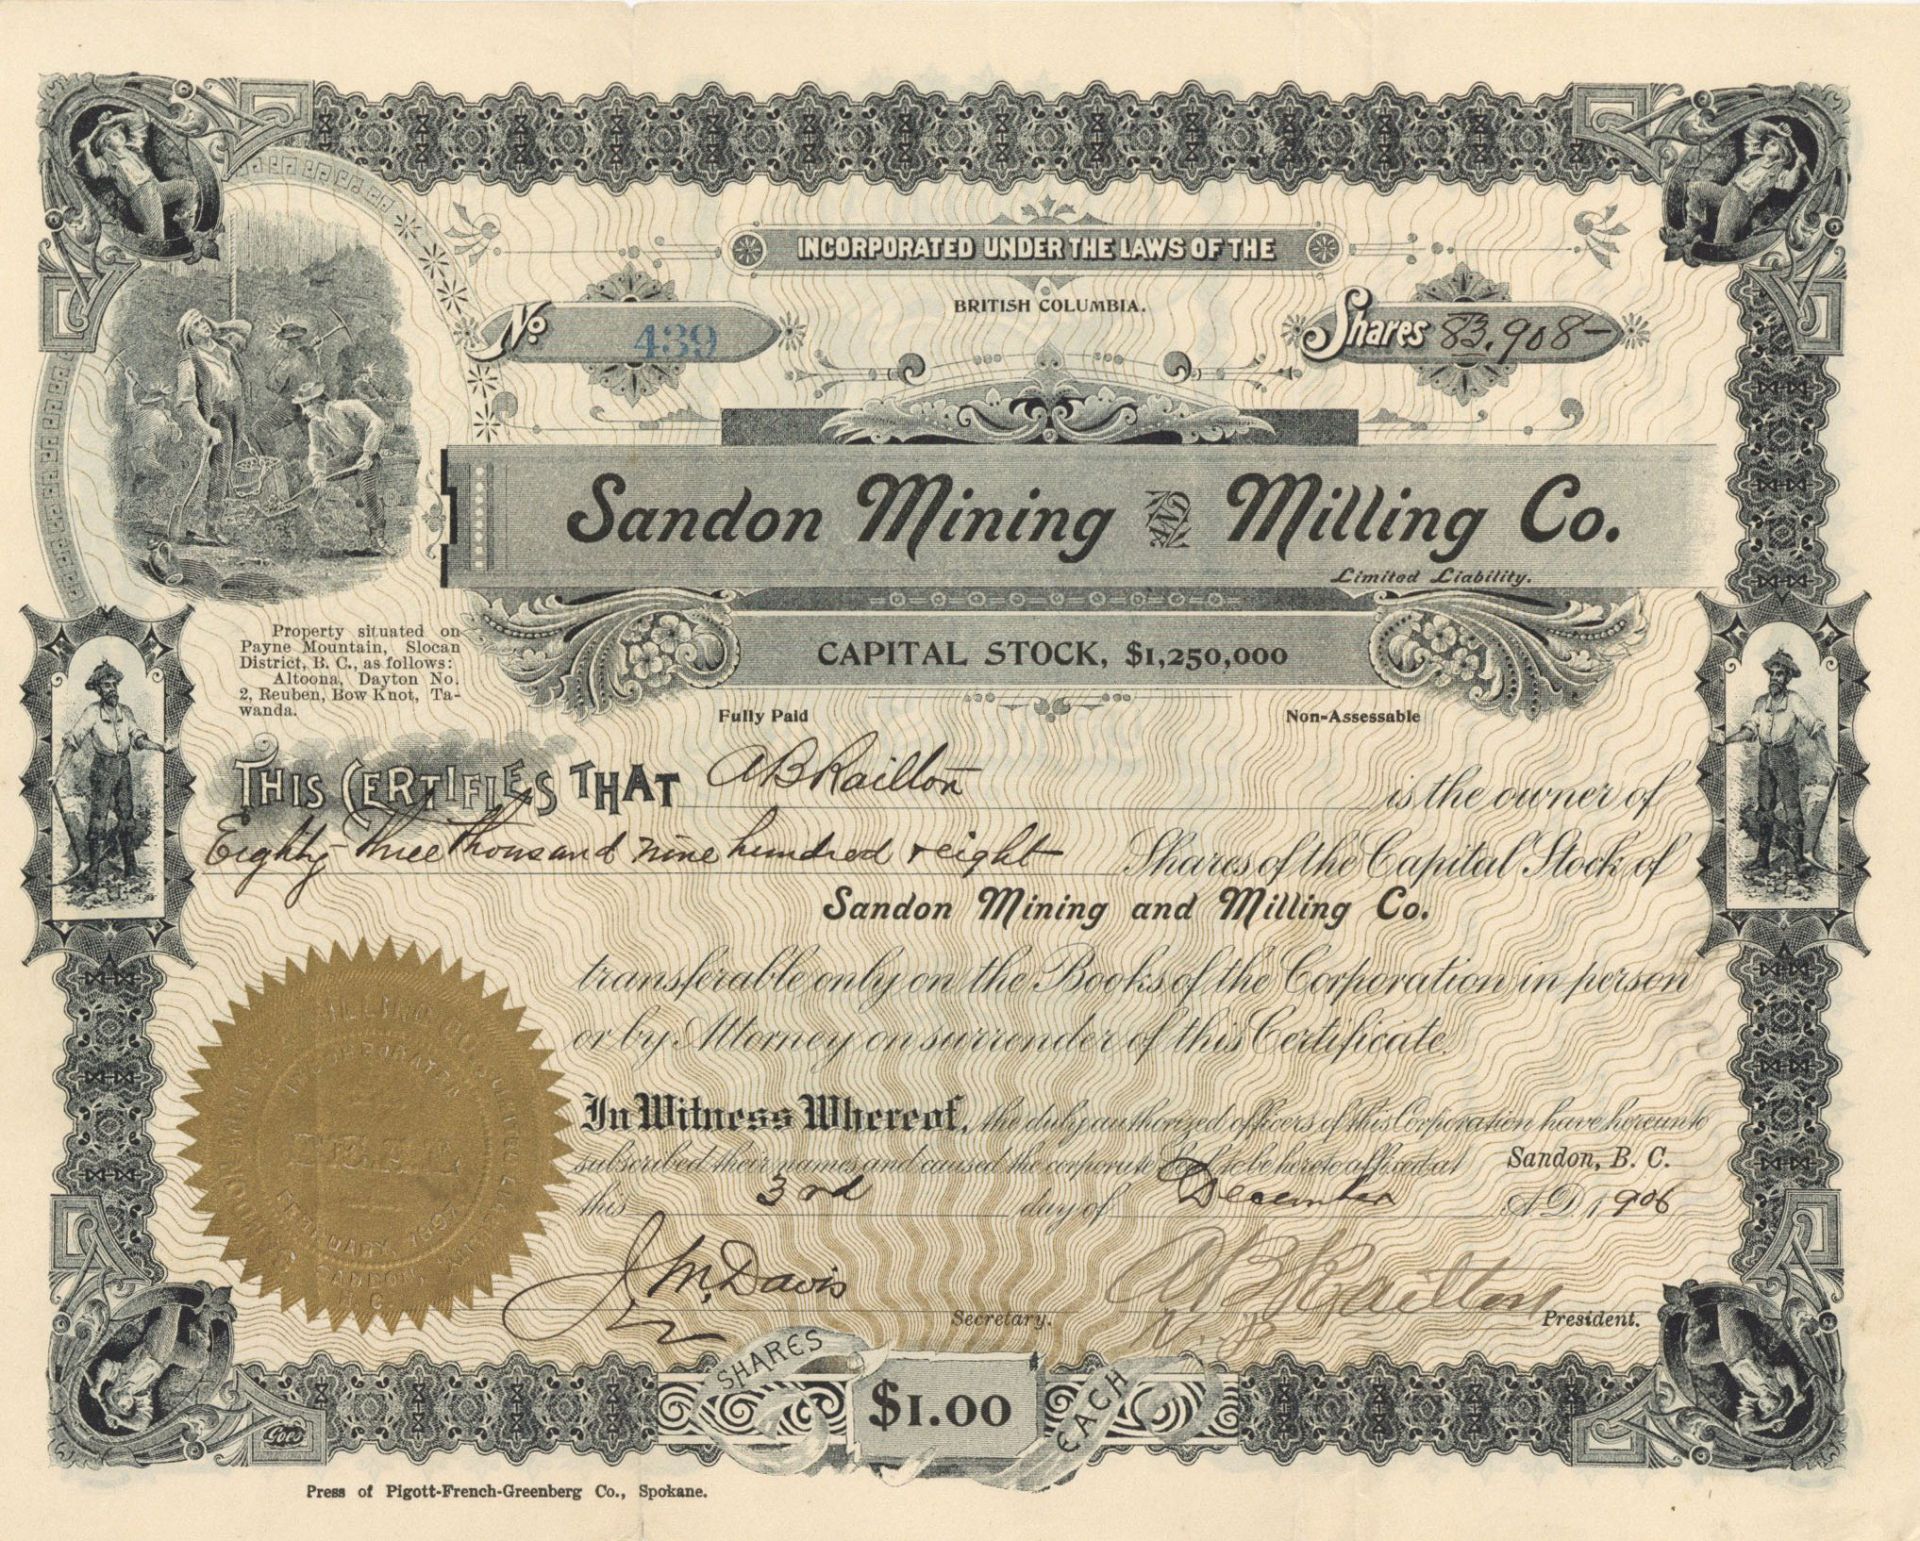 INCORPORATED UNDER THE LAWS OF THE
BRITISH COLUMBIA.
No. 439
Shares 83,908-
Sandon Mining AND Milling Co.
Limited Liability.
CAPITAL STOCK, $1,250,000
Fully Paid Non-Assessable
Property situated on
Payne Mountain, Slocan
District, B. C., as follows:
Altoona, Dayton No.
2, Reuben, Bow Knot, Ta-
wanda.
THIS CERTIFIES THAT A B Railton is the owner of
Eighty-three thousand nine hundred & eight Shares of the Capital Stock of
Sandon Mining and Milling Co.
transferable only on the Books of the Corporation in person
or by Attorney on surrender of this Certificate.
In Witness Whereof, the duly authorized officers of this Corporation have hereunto
subscribed their names and caused the corporate Seal to be hereto affixed at Sandon, B. C.
this 3rd day of December A.D. 1906
J. M. Davis Secretary. A B Railton President.
V. P
INCORPORATED
FEBRUARY, 1897
SANDON,
B.C.
SHARES $1.00 EACH
Goes
Press of Pigott-French-Greenberg Co., Spokane.